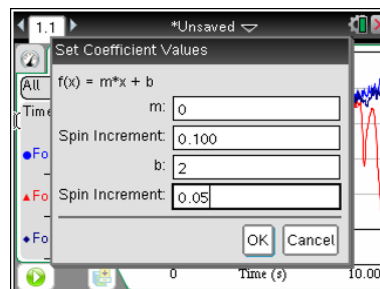 1.1 *Unsaved
Set Coefficient Values
f(x) = m*x + b
m: 0
Spin Increment: 0.100
b: 2
Spin Increment: 0.05
OK Cancel
All
Time
Fo
Fo
Fo
0 Time (s) 10.00